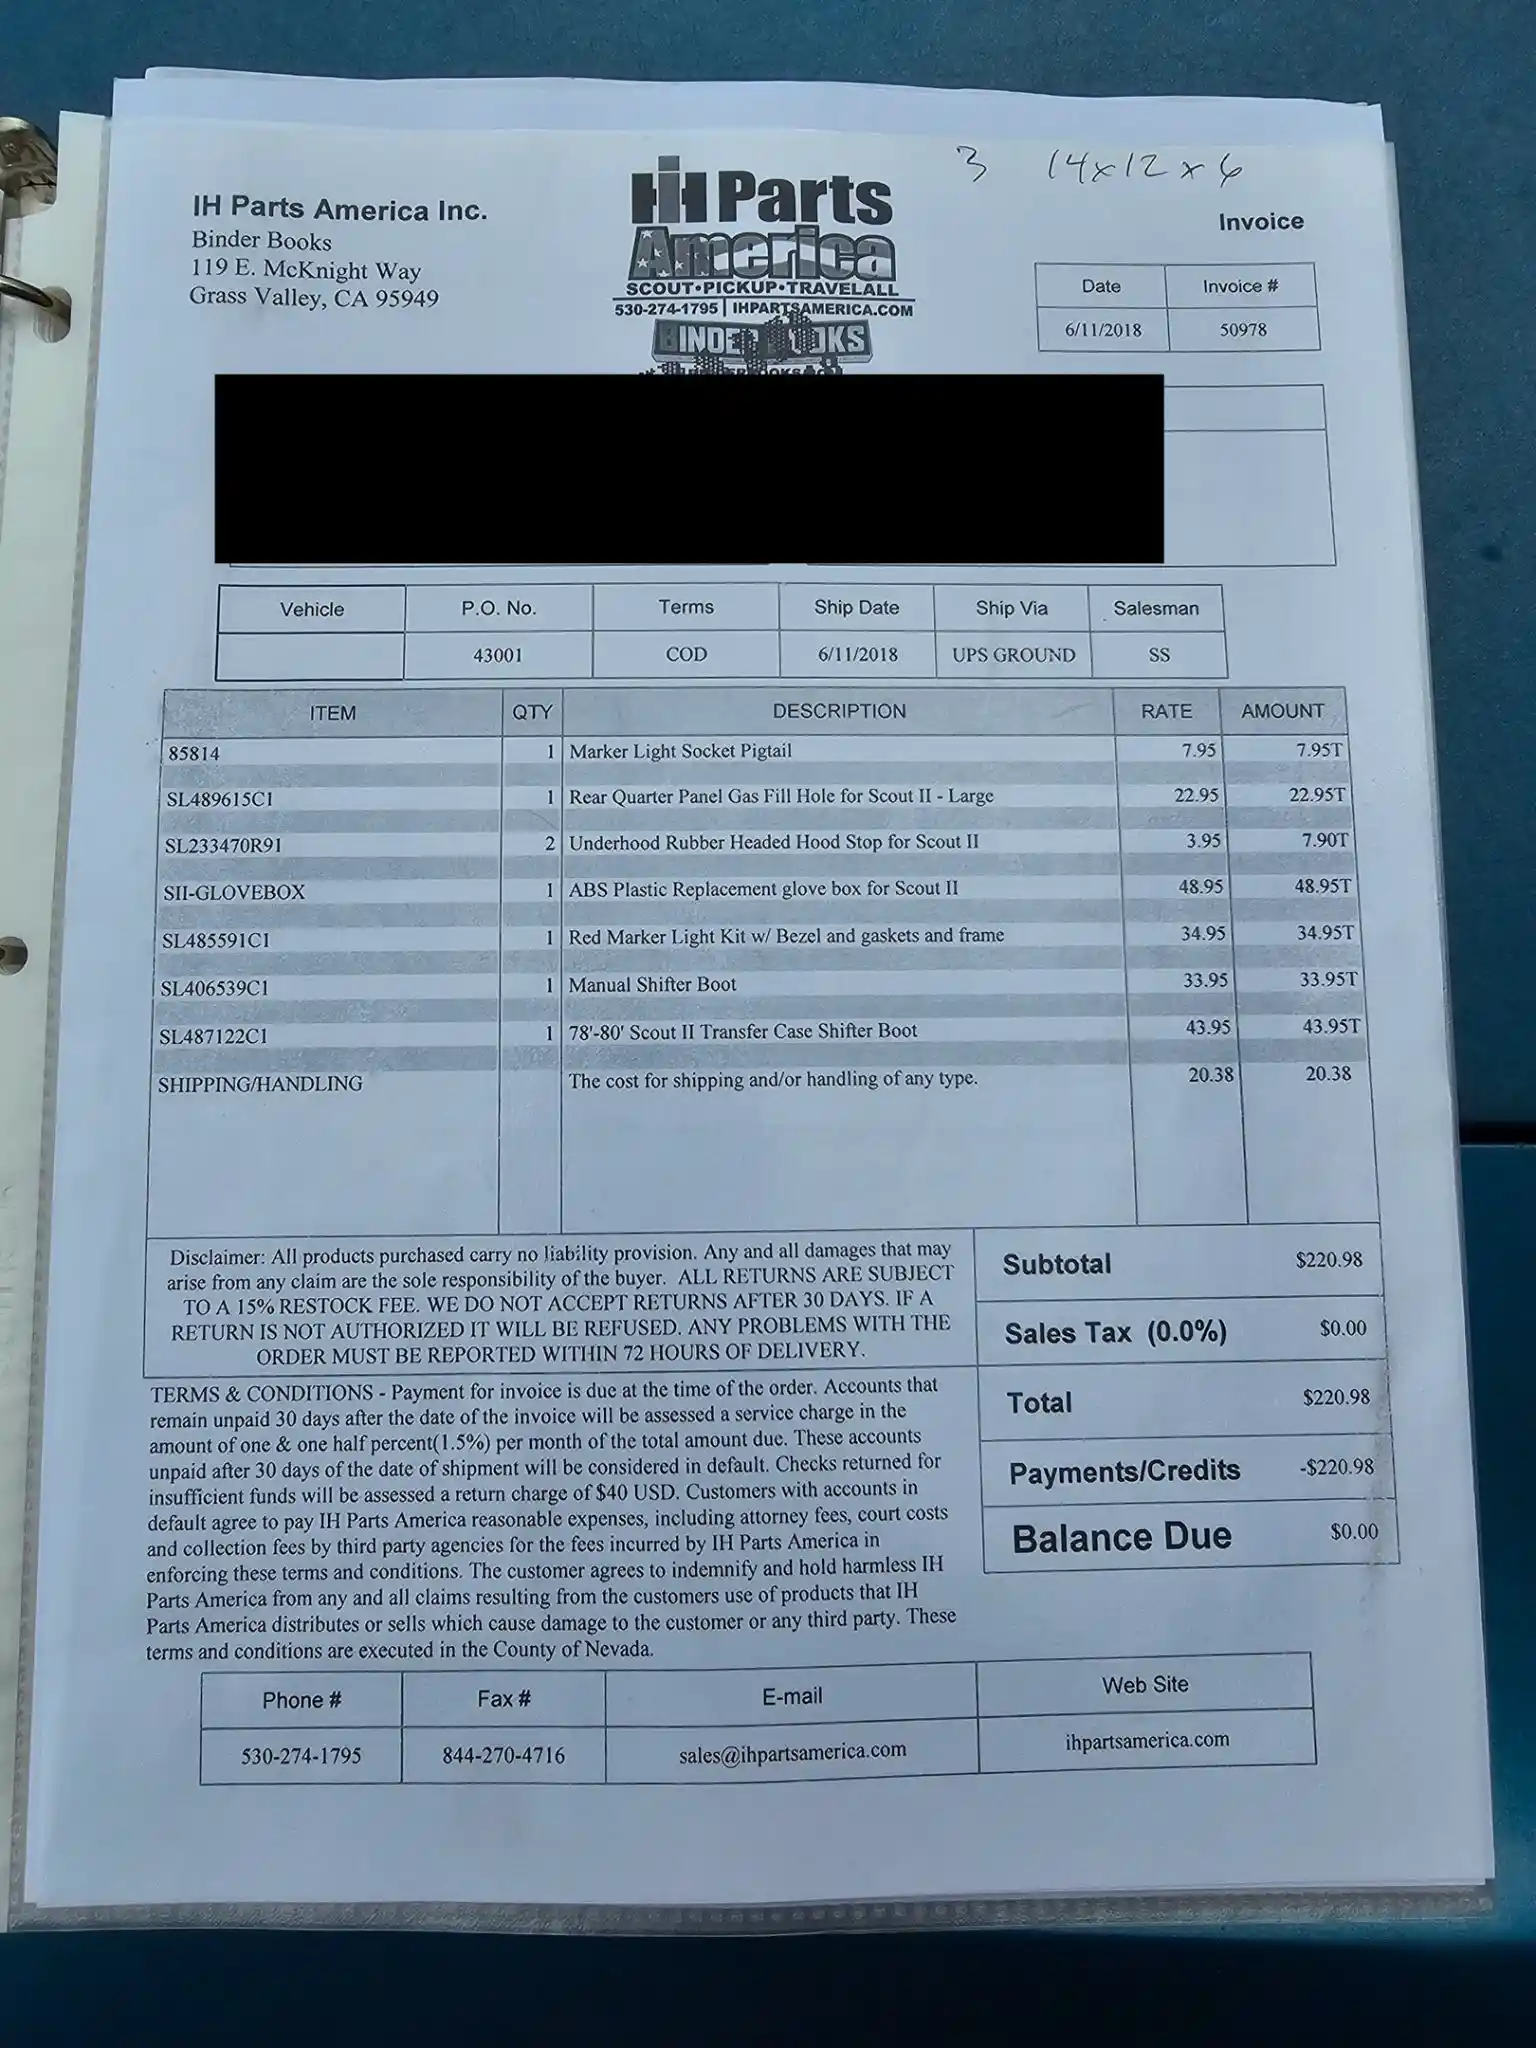 3 14x12x6
IH Parts America Inc.
Binder Books
119 E. McKnight Way
Grass Valley, CA 95949
IH Parts
America
SCOUT•PICKUP•TRAVELALL
530-274-1795 | IHPARTSAMERICA.COM
Invoice
Date Invoice #
6/11/2018 50978
Vehicle P.O. No. Terms Ship Date Ship Via Salesman
43001 COD 6/11/2018 UPS GROUND SS
ITEM QTY DESCRIPTION RATE AMOUNT
85814 1 Marker Light Socket Pigtail 7.95 7.95T
SL489615C1 1 Rear Quarter Panel Gas Fill Hole for Scout II - Large 22.95 22.95T
SL233470R91 2 Underhood Rubber Headed Hood Stop for Scout II 3.95 7.90T
SII-GLOVEBOX 1 ABS Plastic Replacement glove box for Scout II 48.95 48.95T
SL485591C1 1 Red Marker Light Kit w/ Bezel and gaskets and frame 34.95 34.95T
SL406539C1 1 Manual Shifter Boot 33.95 33.95T
SL487122C1 1 78'-80' Scout II Transfer Case Shifter Boot 43.95 43.95T
SHIPPING/HANDLING The cost for shipping and/or handling of any type. 20.38 20.38
Disclaimer: All products purchased carry no liability provision. Any and all damages that may
arise from any claim are the sole responsibility of the buyer. ALL RETURNS ARE SUBJECT
TO A 15% RESTOCK FEE. WE DO NOT ACCEPT RETURNS AFTER 30 DAYS. IF A
RETURN IS NOT AUTHORIZED IT WILL BE REFUSED. ANY PROBLEMS WITH THE
ORDER MUST BE REPORTED WITHIN 72 HOURS OF DELIVERY.
TERMS & CONDITIONS - Payment for invoice is due at the time of the order. Accounts that
remain unpaid 30 days after the date of the invoice will be assessed a service charge in the
amount of one & one half percent(1.5%) per month of the total amount due. These accounts
unpaid after 30 days of the date of shipment will be considered in default. Checks returned for
insufficient funds will be assessed a return charge of $40 USD. Customers with accounts in
default agree to pay IH Parts America reasonable expenses, including attorney fees, court costs
and collection fees by third party agencies for the fees incurred by IH Parts America in
enforcing these terms and conditions. The customer agrees to indemnify and hold harmless IH
Parts America from any and all claims resulting from the customers use of products that IH
Parts America distributes or sells which cause damage to the customer or any third party. These
terms and conditions are executed in the County of Nevada.
Subtotal $220.98
Sales Tax (0.0%) $0.00
Total $220.98
Payments/Credits -$220.98
Balance Due $0.00
Phone # Fax # E-mail Web Site
530-274-1795 844-270-4716 sales@ihpartsamerica.com ihpartsamerica.com